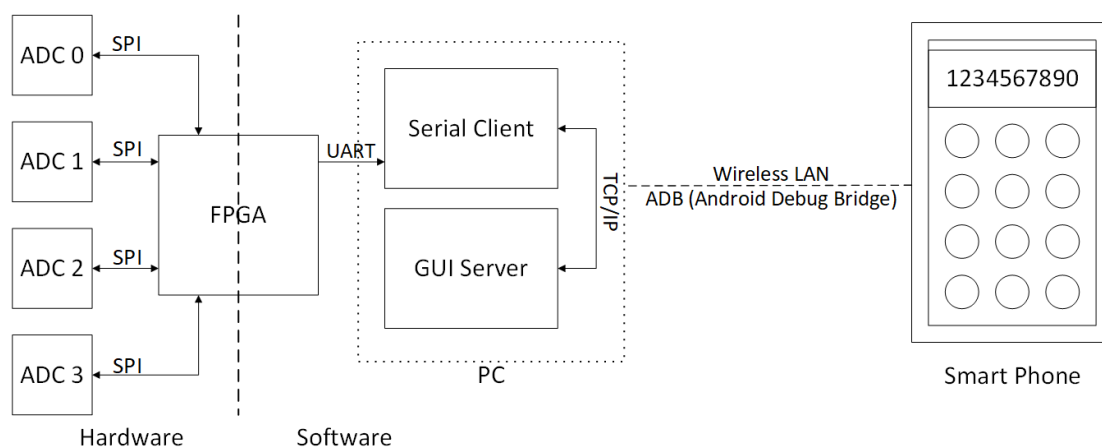 ADC 0
SPI
ADC 1
SPI
ADC 2
SPI
ADC 3
SPI
FPGA
UART
Serial Client
GUI Server
TCP/IP
PC
Wireless LAN
ADB (Android Debug Bridge)
1234567890
Smart Phone
Hardware
Software